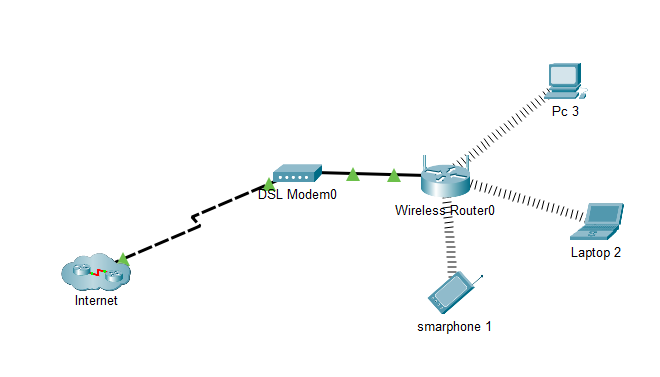 Pc 3
DSL Modem0
Wireless Router0
Laptop 2
Internet
smarphone 1